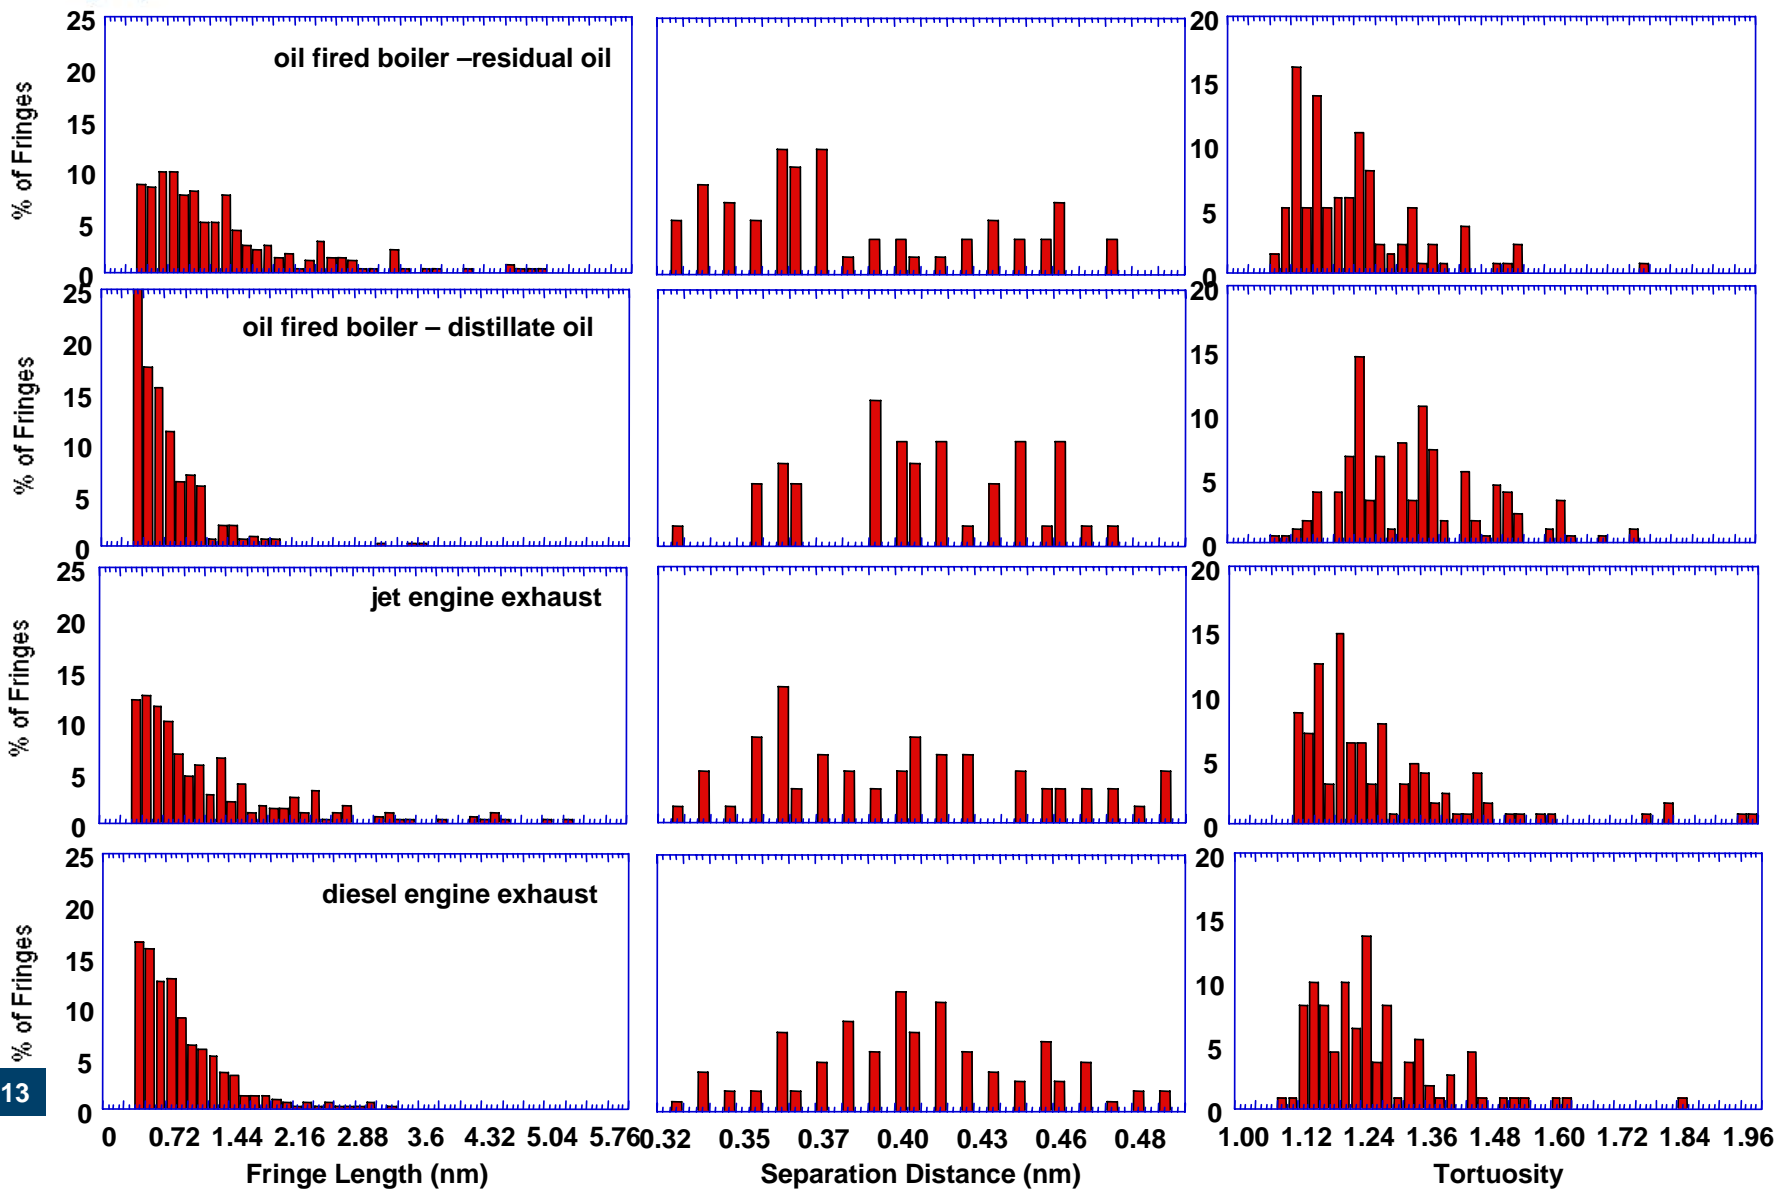 25 20
oil fired boiler –residual oil
20
15 15
10 10
5 5
0 0
% of Fringes
25 20
oil fired boiler – distillate oil
20
15 15
10 10
5 5
0 0
% of Fringes
25 20
jet engine exhaust
20
15 15
10 10
5 5
0 0
% of Fringes
25 20
diesel engine exhaust
20
15 15
10 10
5 5
0 0
% of Fringes
13
0 0.72 1.44 2.16 2.88 3.6 4.32 5.04 5.76 0.32 0.35 0.37 0.40 0.43 0.46 0.48 1.00 1.12 1.24 1.36 1.48 1.60 1.72 1.84 1.96
Fringe Length (nm) Separation Distance (nm) Tortuosity